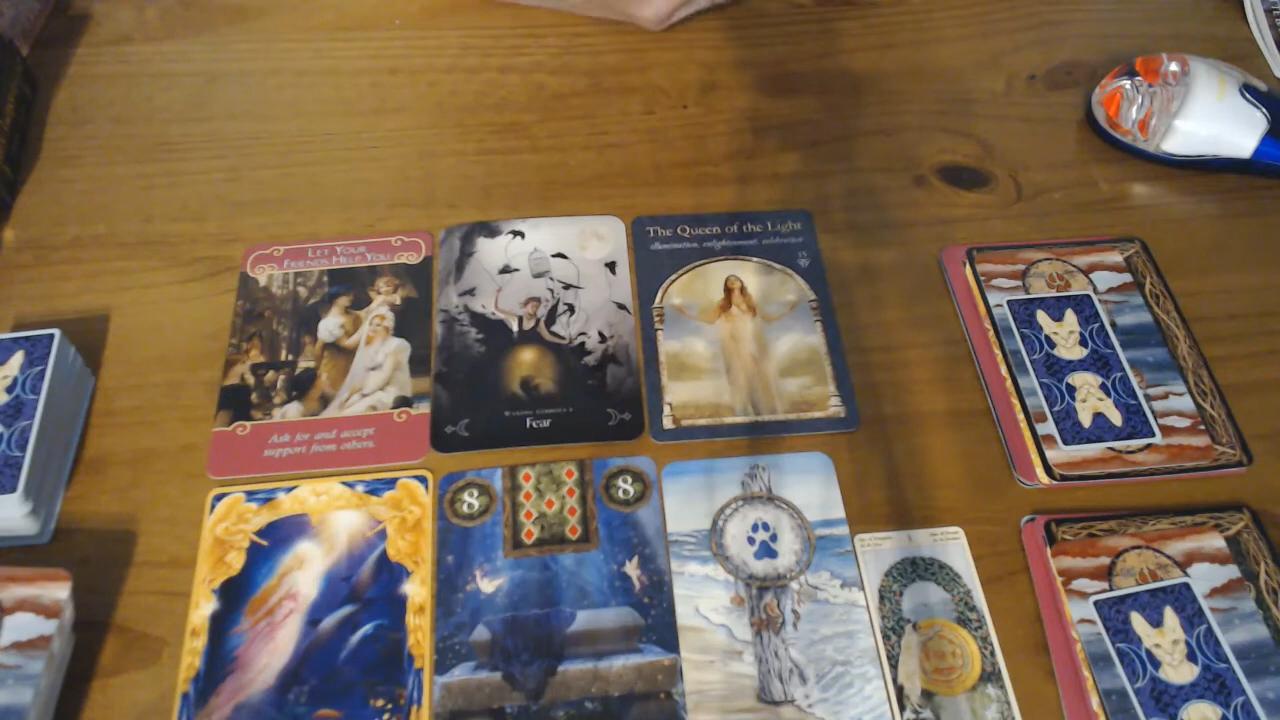 LET YOUR
FRIENDS HELP YOU
Ask for and accept
support from others.
Fear
The Queen of the Light
illumination, enlightenment, celebration
35
8
8